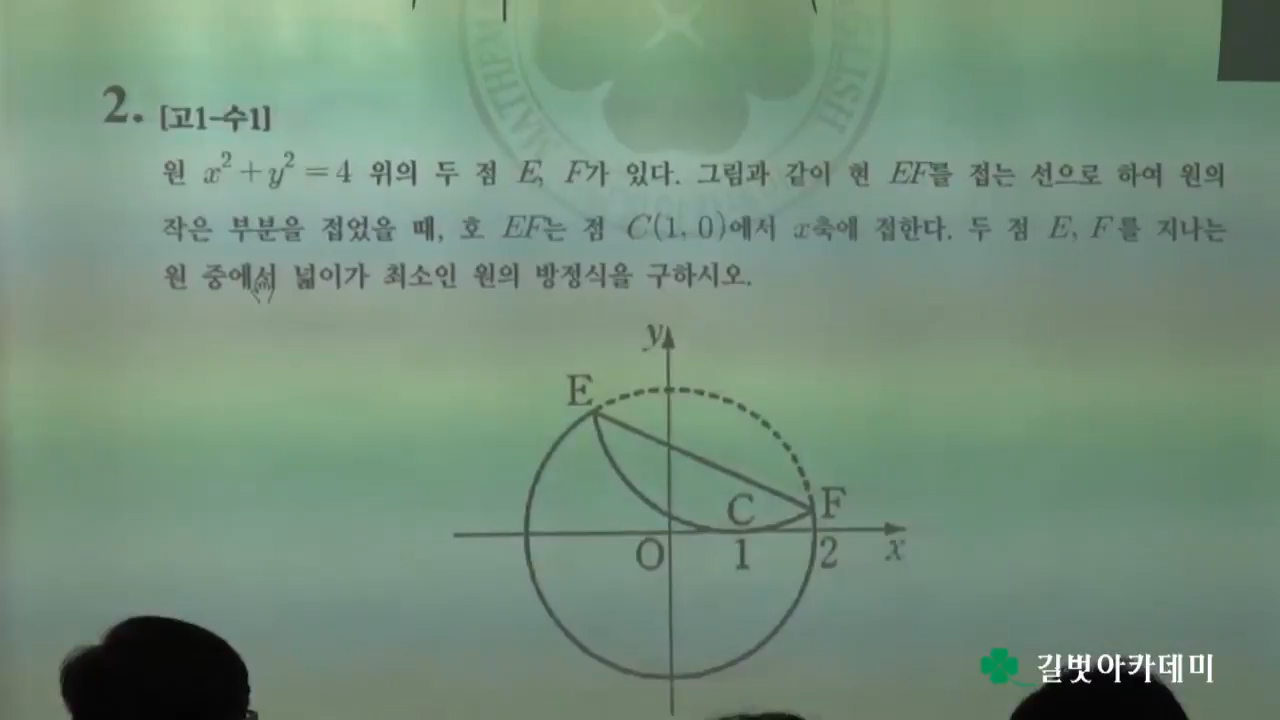 MATHPR
GLISH
2. [고1-수1]
원 x²+y²=4 위의 두 점 E, F가 있다. 그림과 같이 현 EF를 접는 선으로 하여 원의
작은 부분을 접었을 때, 호 EF는 점 C(1, 0)에서 x축에 접한다. 두 점 E, F를 지나는
원 중에서 넓이가 최소인 원의 방정식을 구하시오.
y
E
C
F
O
1
2
x
길벗아카데미